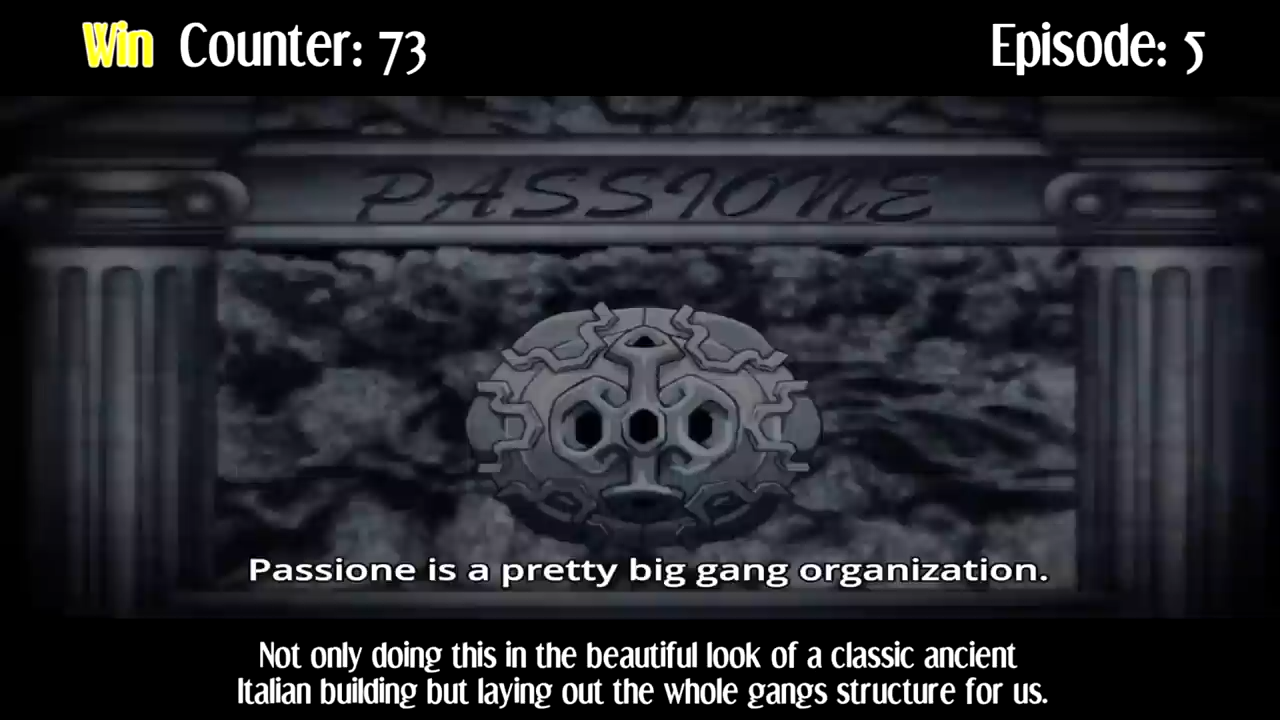 Win Counter: 73
Episode: 5
PASSIONE
Passione is a pretty big gang organization.
Not only doing this in the beautiful look of a classic ancient
Italian building but laying out the whole gangs structure for us.